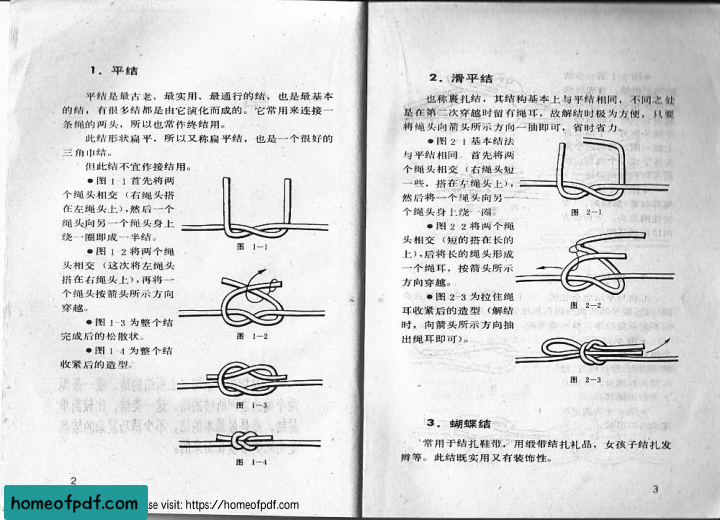 1．平结
平结是最古老、最实用、最通行的结、也是最基本
的结，有很多结都是由它演化而成的。它常用来连接一
条绳的两头，所以也常作终结用。
此结形状扁平，所以又称扁平结，也是一个很好的
三角巾结。
但此结不宜作接结用。
●图 1-1 首先将两
个绳头相交（右绳头搭
在左绳头上），然后一个
绳头向另一个绳头身上
绕一圈即成一半结。
●图 1-2 将两个绳
头相交（这次将左绳头
搭在右绳头上），再将一
个绳头按箭头所示方向
穿越。
●图 1-3 为整个结
完成后的松散状。
●图 1-4 为整个结
收紧后的造型。
图 1-1
图 1-2
图 1-3
图 1-4
2
2．滑平结
也称裹扎结，其结构基本上与平结相同，不同之处
是在第二次穿越时留有绳耳，故解结时极为方便，只要
将绳头向箭头所示方向一抽即可，省时省力。
●图 2-1 基本结法
与平结相同。首先将两
个绳头相交（右绳头短
一些，搭在左绳头上），
然后将一个绳头向另一
个绳头身上绕一圈
●图 2-2 将两个绳
头相交（短的搭在长的
上），后将长的绳头形成
一个绳耳，按箭头所示
方向穿越。
●图 2-3 为拉住绳
耳收紧后的造型（解结
时，向箭头所示方向抽
出绳耳即可）。
图 2-1
图 2-2
图 2-3
3．蝴蝶结
常用于结扎鞋带，用缎带结扎礼品，女孩子结扎发
辫等。此结既实用又有装饰性。
3
homeofpdf.com
se visit: https://homeofpdf.com